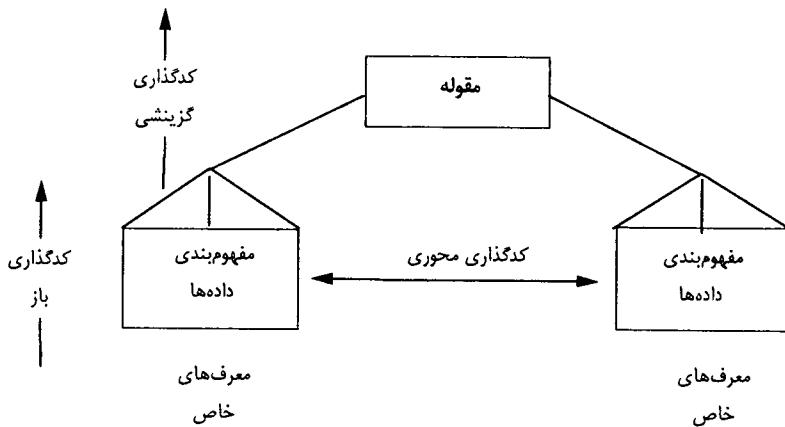 کدگذاری
گزینشی
مقوله
کدگذاری
باز
مفهوم‌بندی
داده‌ها
کدگذاری محوری
مفهوم‌بندی
داده‌ها
معرف‌های
خاص
معرف‌های
خاص